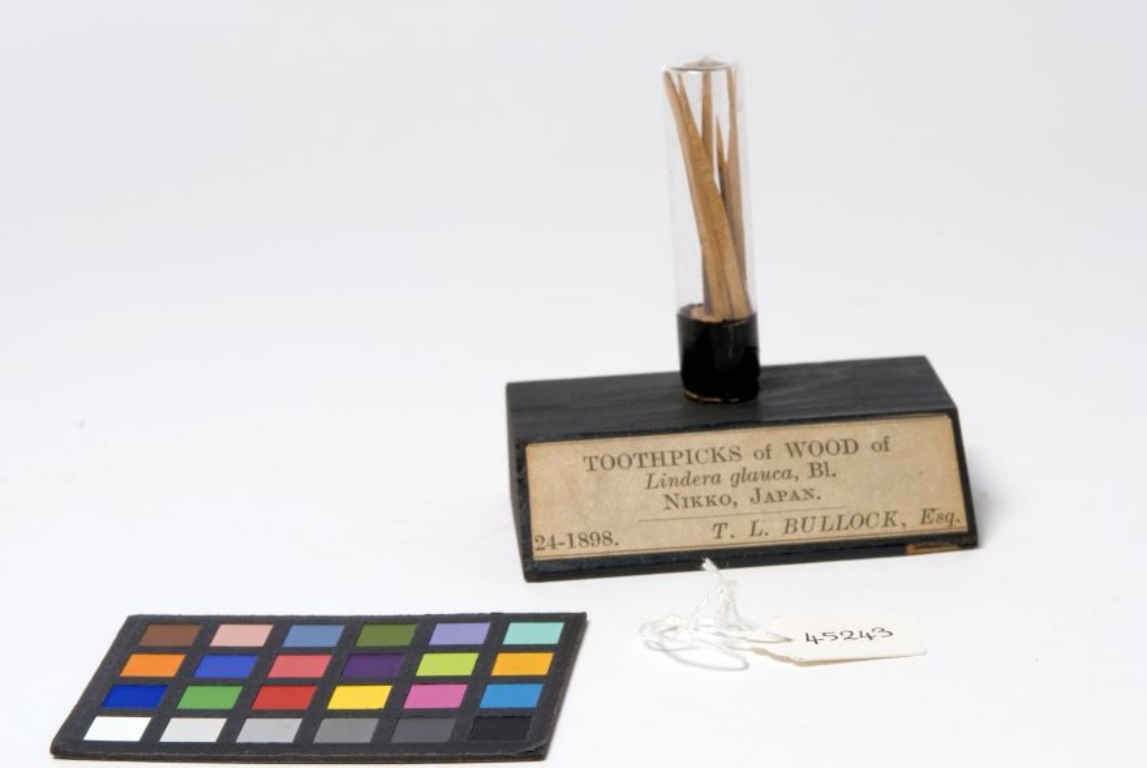 TOOTHPICKS of WOOD of
Lindera glauca, Bl.
NIKKO, JAPAN.
24-1898. T. L. BULLOCK, Esq.
45243